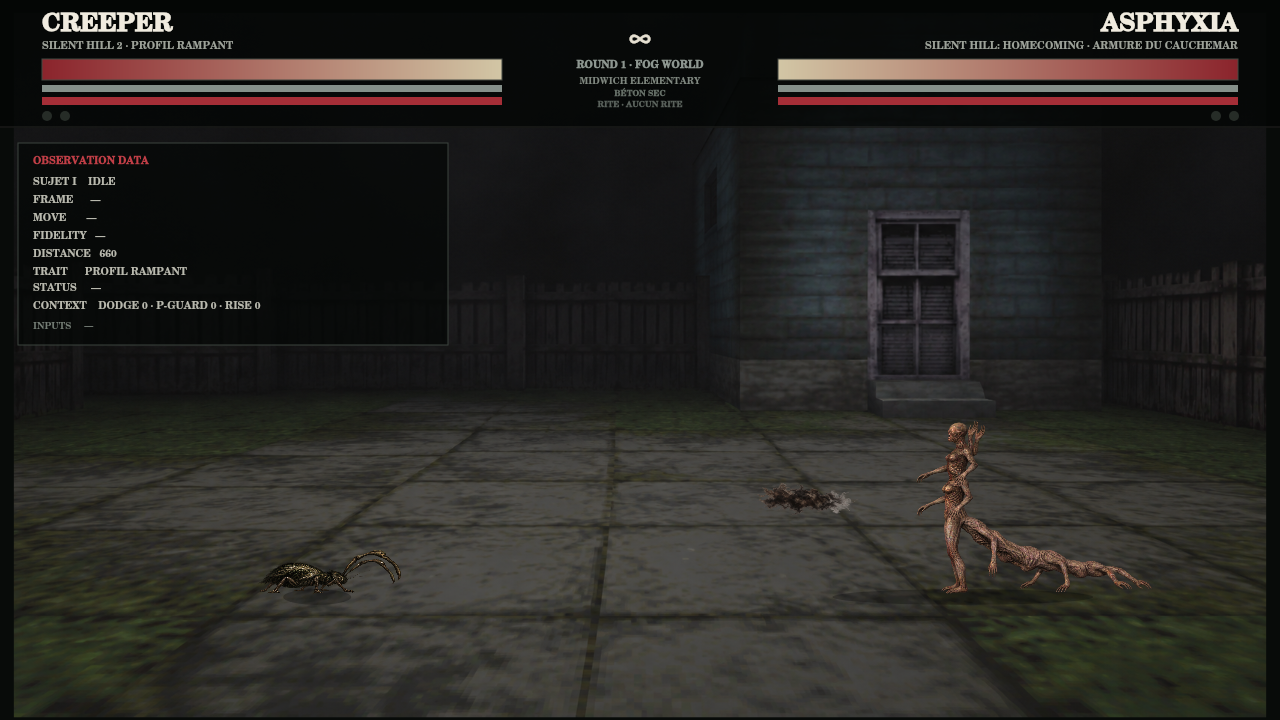 CREEPER
SILENT HILL 2 · PROFIL RAMPANT
∞
ROUND 1 · FOG WORLD
MIDWICH ELEMENTARY
BÉTON SEC
RITE · AUCUN RITE
ASPHYXIA
SILENT HILL: HOMECOMING · ARMURE DU CAUCHEMAR
OBSERVATION DATA
SUJET I IDLE
FRAME —
MOVE —
FIDELITY —
DISTANCE 660
TRAIT PROFIL RAMPANT
STATUS —
CONTEXT DODGE 0 · P-GUARD 0 · RISE 0
INPUTS —